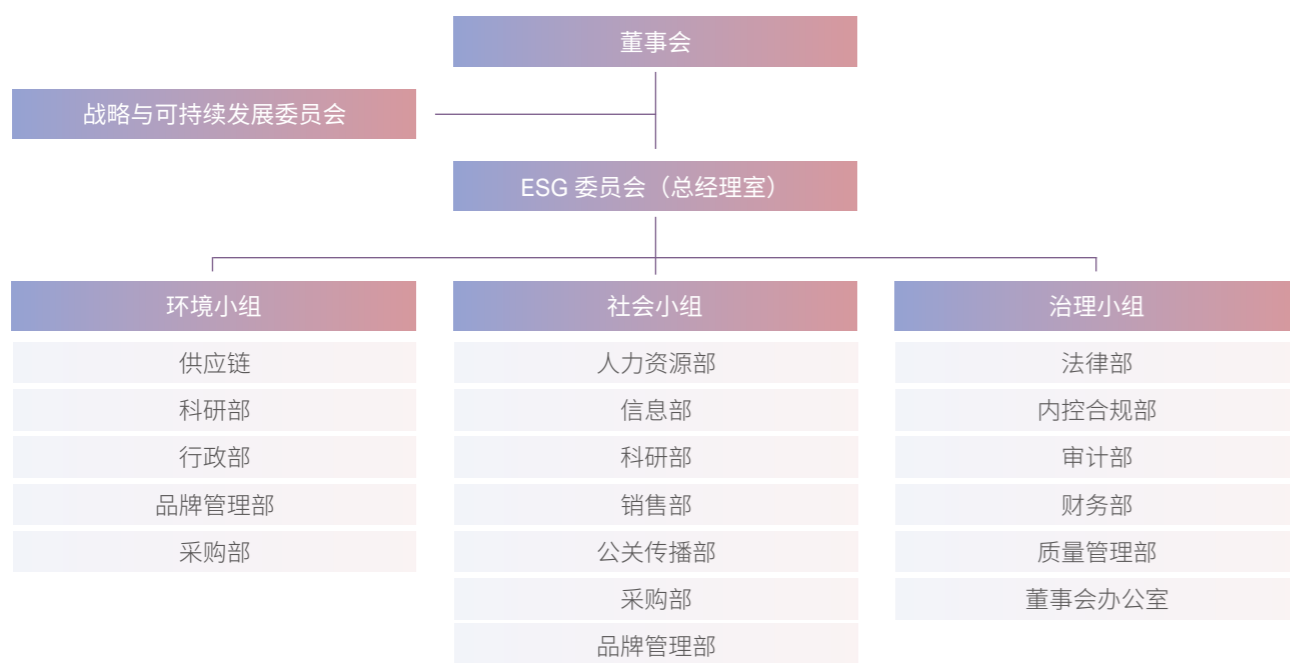 董事会
战略与可持续发展委员会
ESG 委员会（总经理室）
环境小组
供应链
科研部
行政部
品牌管理部
采购部
社会小组
人力资源部
信息部
科研部
销售部
公关传播部
采购部
品牌管理部
治理小组
法律部
内控合规部
审计部
财务部
质量管理部
董事会办公室